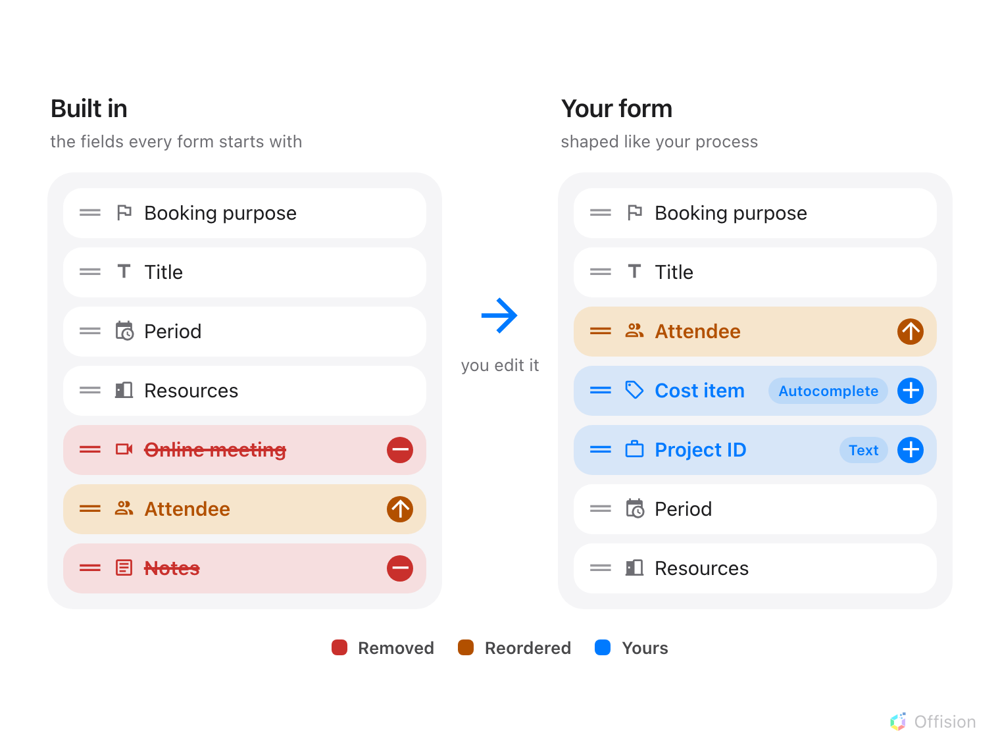 Built in
the fields every form starts with
Booking purpose
Title
Period
Resources
Online meeting
Attendee
Notes
you edit it
Your form
shaped like your process
Booking purpose
Title
Attendee
Cost item Autocomplete
Project ID Text
Period
Resources
Removed Reordered Yours
Offision